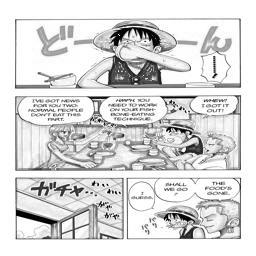 どーん
WHEW!
I GOT IT
OUT!
HMPH. YOU
NEED TO WORK
ON YOUR FISH-
BONE-EATING
TECHNIQUE.
I'VE GOT NEWS
FOR YOU TWO:
NORMAL PEOPLE
DON'T EAT THIS
PART.
ガチャ
THE
FOOD'S
GONE.
SHALL
WE GO
?
I
GUESS.